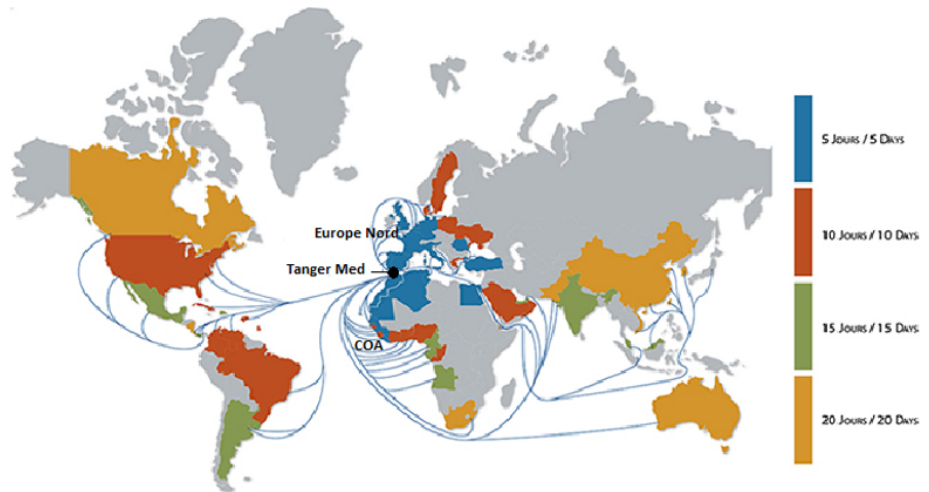 Europe Nord
Tanger Med
COA
5 JOURS / 5 DAYS
10 JOURS / 10 DAYS
15 JOURS / 15 DAYS
20 JOURS / 20 DAYS